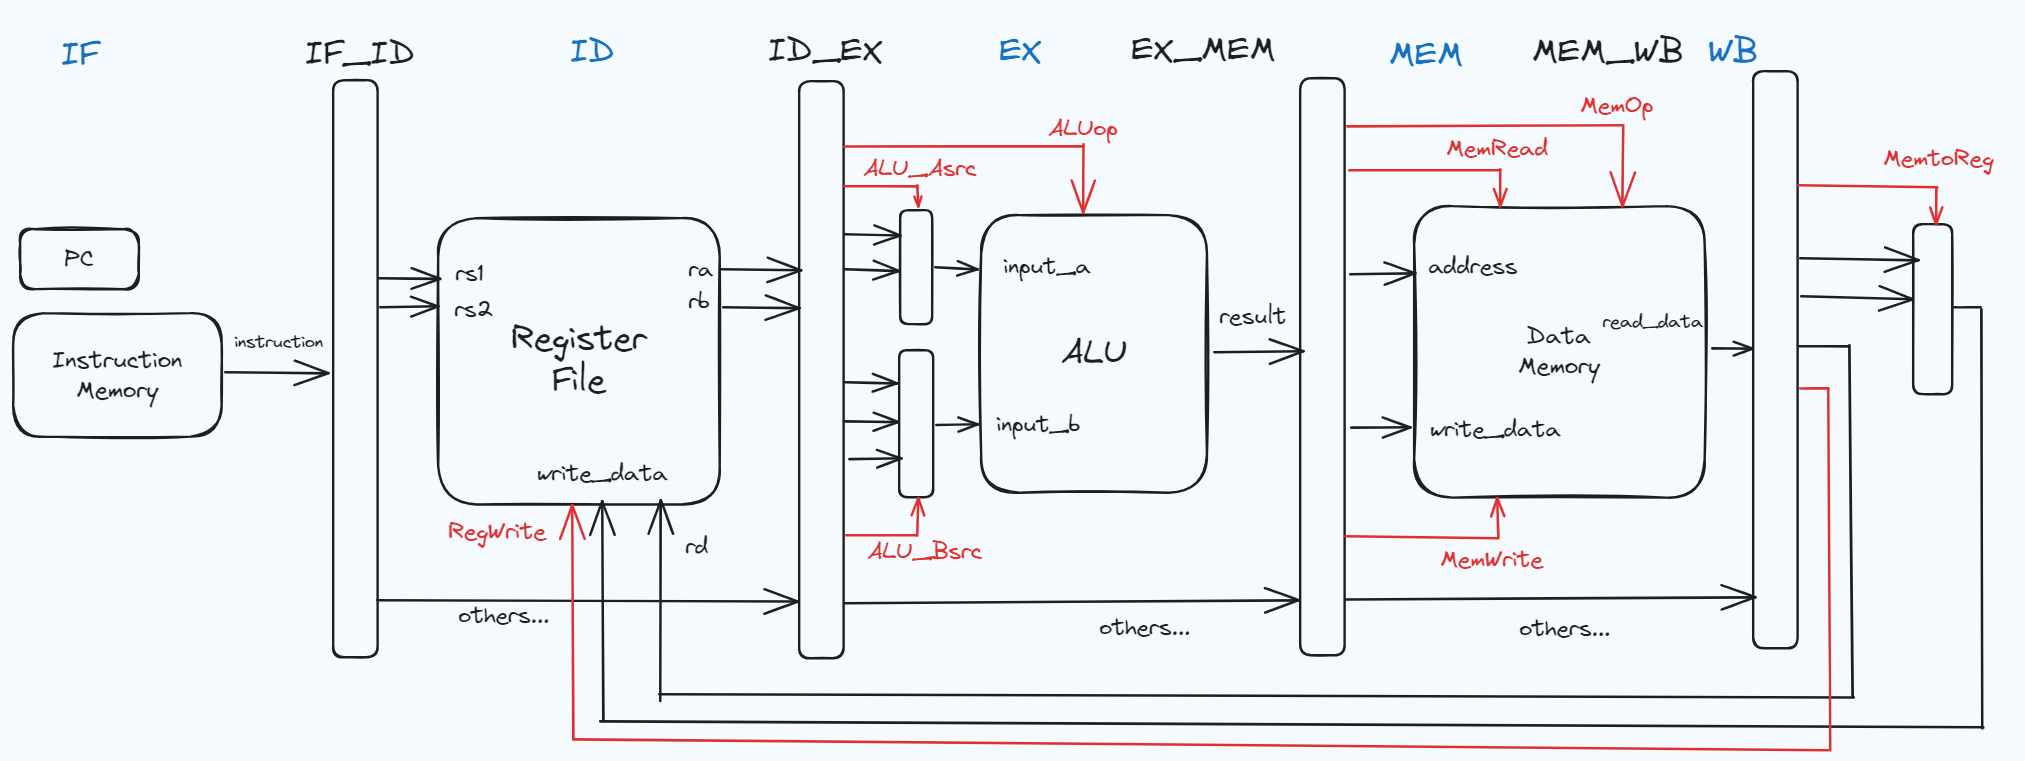 IF
IF_ID
ID
ID_EX
EX
EX_MEM
MEM
MEM_WB
WB
PC
Instruction
Memory
instruction
rs1
rs2
ra
rb
Register
File
write_data
RegWrite
rd
others...
ALUop
ALU_Asrc
input_a
ALU
input_b
ALU_Bsrc
result
others...
MemOp
MemRead
address
read_data
Data
Memory
write_data
MemWrite
others...
MemtoReg